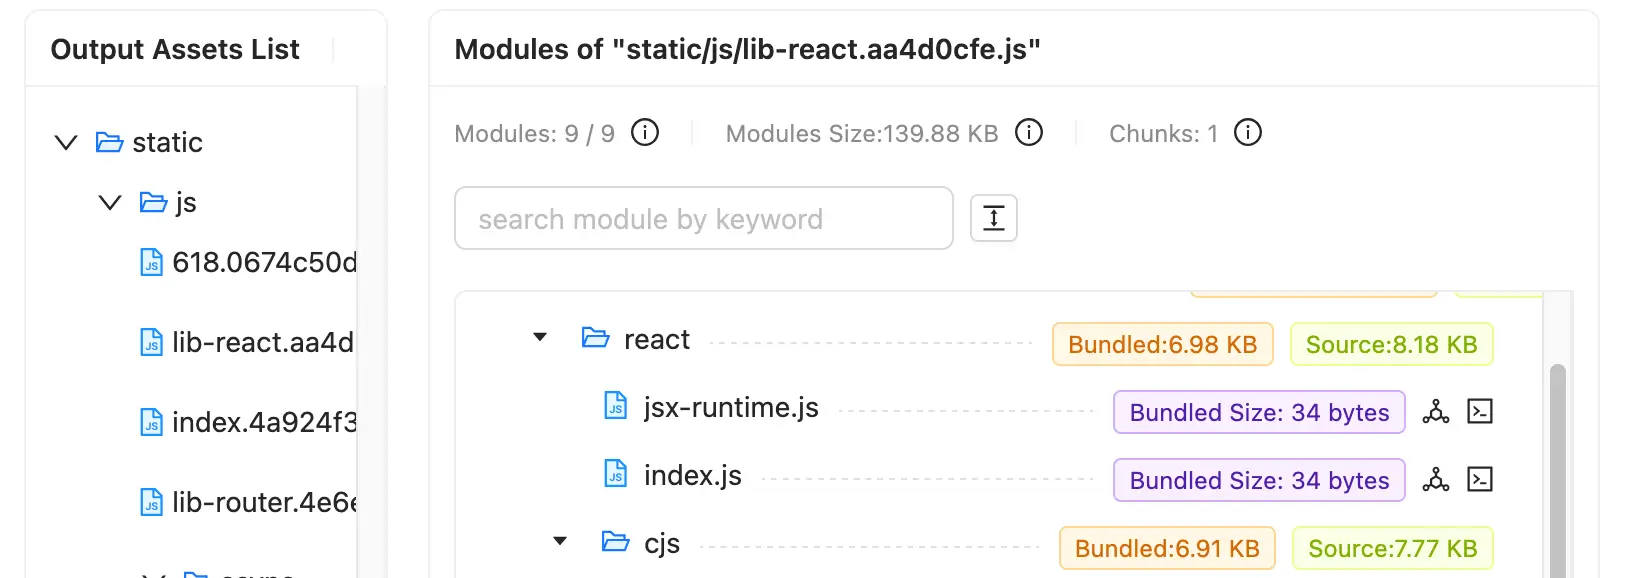 Output Assets List
static
js
618.0674c50d
lib-react.aa4d
index.4a924f3
lib-router.4e6e
Modules of "static/js/lib-react.aa4d0cfe.js"
Modules: 9 / 9
Modules Size:139.88 KB
Chunks: 1
search module by keyword
react
Bundled:6.98 KB
Source:8.18 KB
jsx-runtime.js
Bundled Size: 34 bytes
index.js
Bundled Size: 34 bytes
cjs
Bundled:6.91 KB
Source:7.77 KB